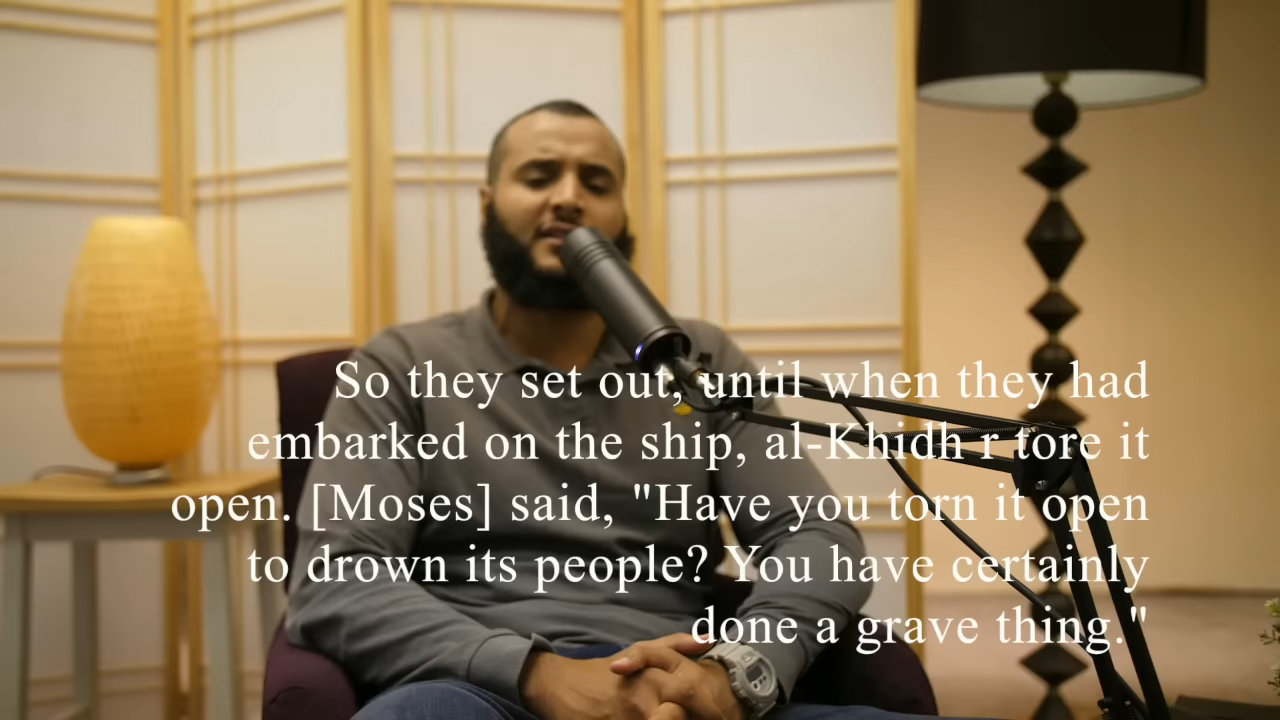 So they set out, until when they had
embarked on the ship, al-Khidh r tore it
open. [Moses] said, "Have you torn it open
to drown its people? You have certainly
done a grave thing."